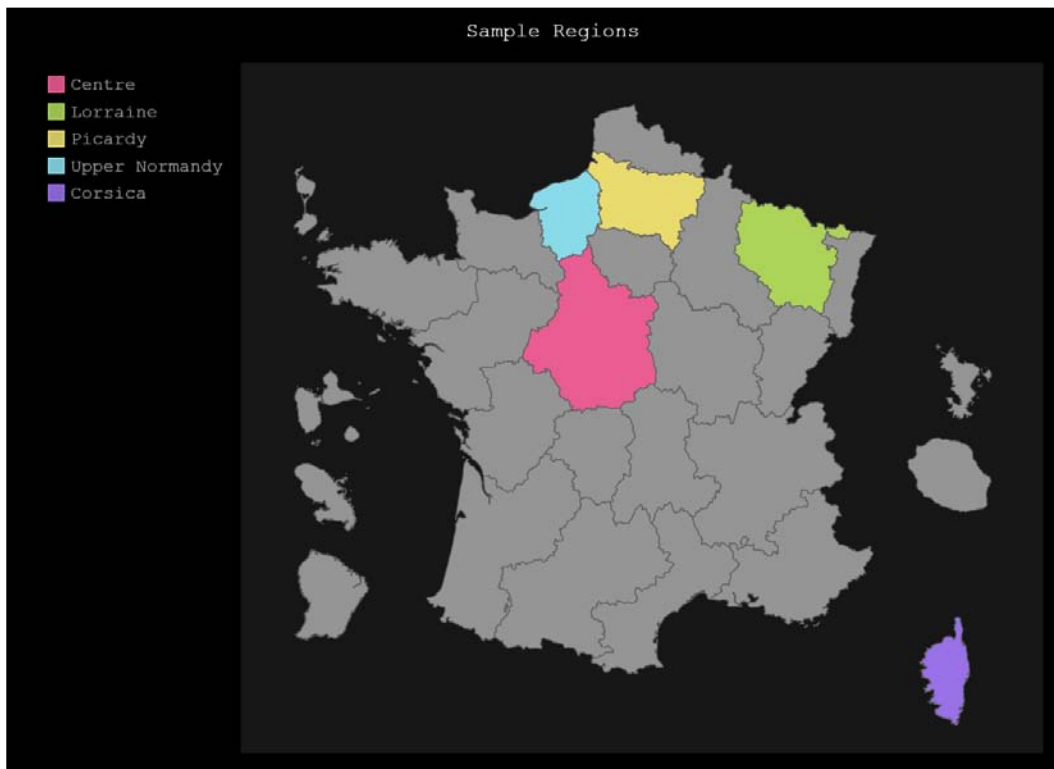 Sample Regions
Centre
Lorraine
Picardy
Upper Normandy
Corsica